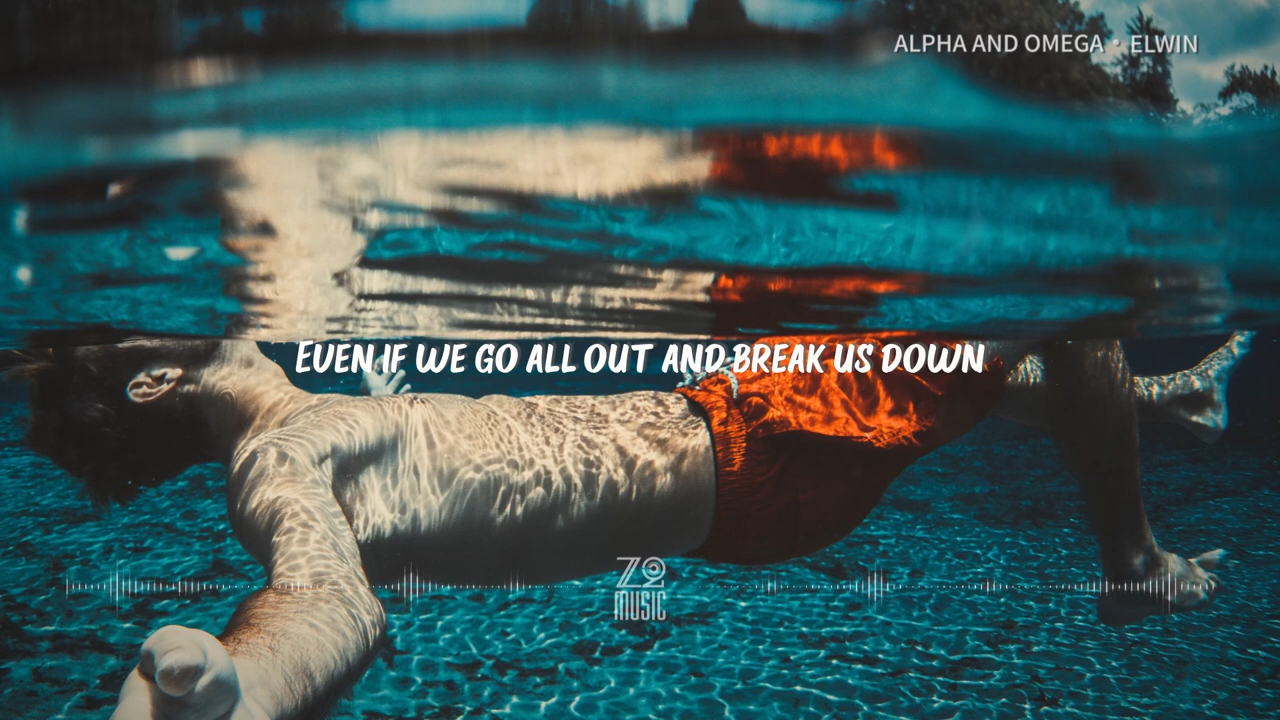 ALPHA AND OMEGA • ELWIN
EVEN IF WE GO ALL OUT AND BREAK US DOWN
Z2
MUSIC